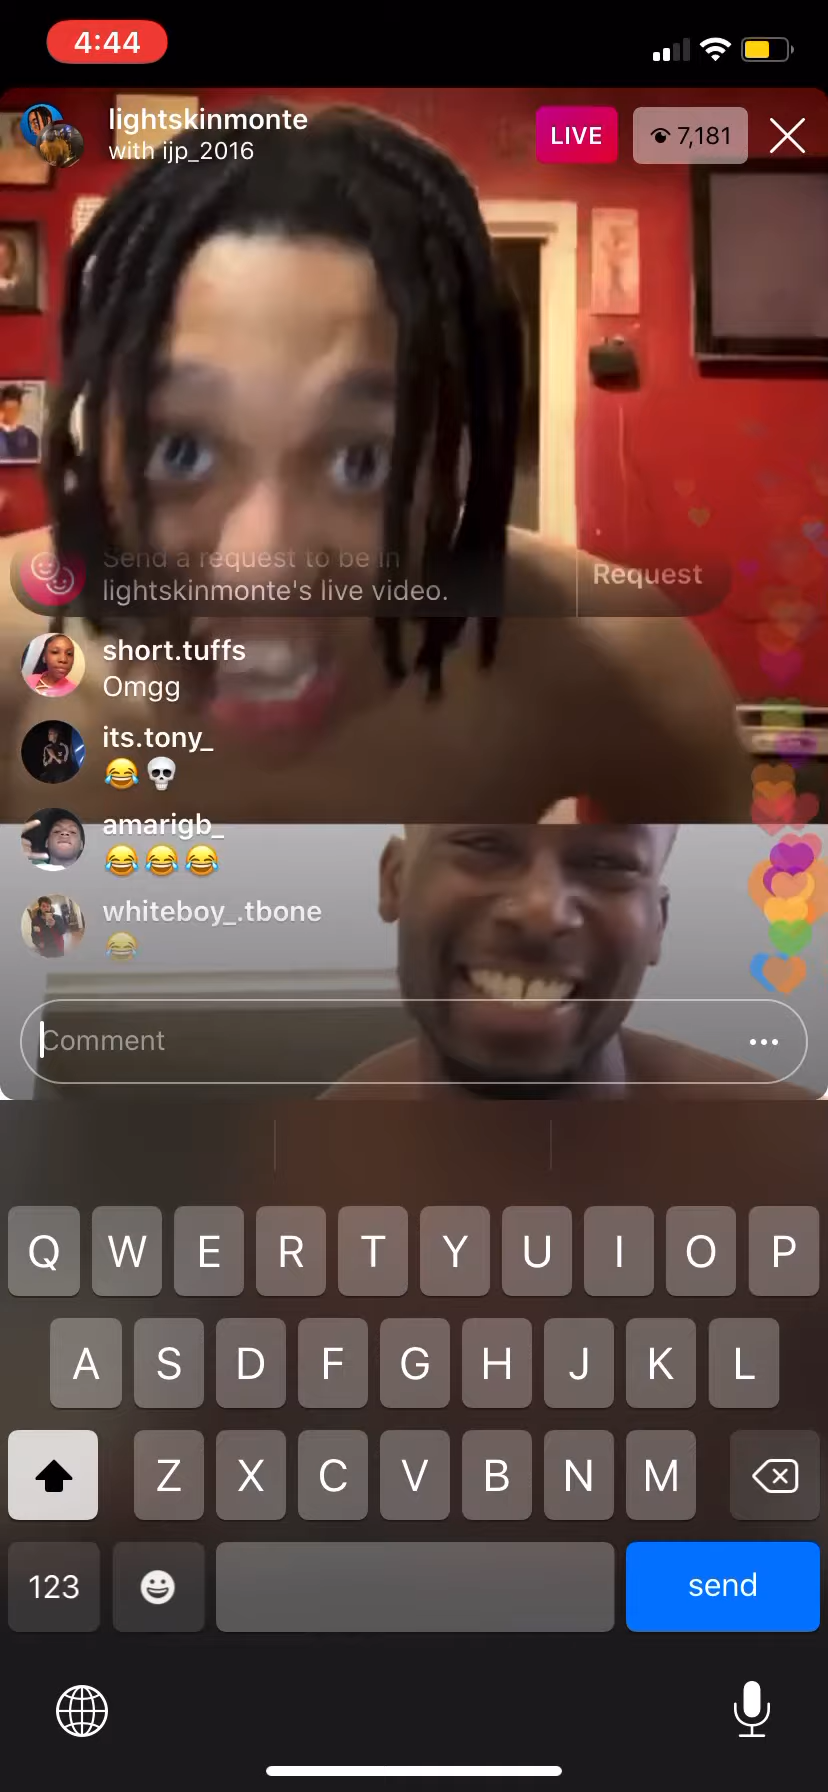 4:44
lightskinmonte
with ijp_2016
LIVE
7,181
Send a request to be in
lightskinmonte's live video.
Request
short.tuffs
Omgg
its.tony_
😂💀
amarigb_
😂😂😂
whiteboy_.tbone
😂
Comment
Q W E R T Y U I O P
A S D F G H J K L
Z X C V B N M
123
send